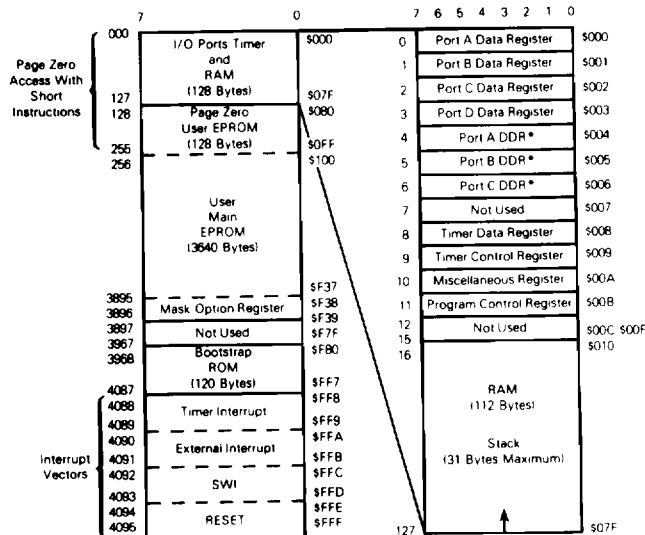 7 0
000
I/O Ports Timer
and
RAM
(128 Bytes)
$000
127
$07F
128
Page Zero
User EPROM
(128 Bytes)
$080
255
$0FF
256
$100
Page Zero
Access With
Short
Instructions
User
Main
EPROM
(3640 Bytes)
3895
$F37
3896
Mask Option Register
$F38
3897
Not Used
$F39
3967
$F7F
3968
Bootstrap
ROM
(120 Bytes)
$F80
4087
$FF7
4088
Timer Interrupt
$FF8
4089
$FF9
4090
External Interrupt
$FFA
4091
$FFB
4092
SWI
$FFC
4093
$FFD
4094
RESET
$FFE
4095
$FFF
Interrupt
Vectors
7 6 5 4 3 2 1 0
0 Port A Data Register $000
1 Port B Data Register $001
2 Port C Data Register $002
3 Port D Data Register $003
4 Port A DDR* $004
5 Port B DDR* $005
6 Port C DDR* $006
7 Not Used $007
8 Timer Data Register $008
9 Timer Control Register $009
10 Miscellaneous Register $00A
11 Program Control Register $00B
12 Not Used $00C $00F
15
16 $010
RAM
(112 Bytes)
Stack
(31 Bytes Maximum)
127 $07F